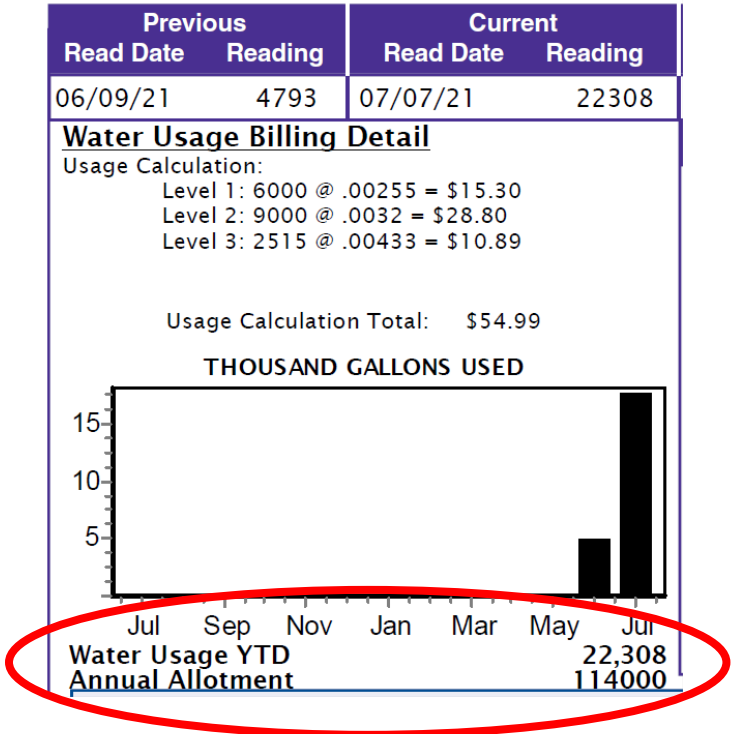 Previous Current
Read Date Reading Read Date Reading
06/09/21 4793 07/07/21 22308
Water Usage Billing Detail
Usage Calculation:
Level 1: 6000 @ .00255 = $15.30
Level 2: 9000 @ .0032 = $28.80
Level 3: 2515 @ .00433 = $10.89
Usage Calculation Total: $54.99
THOUSAND GALLONS USED
15
10
5
Jul Sep Nov Jan Mar May Jul
Water Usage YTD 22,308
Annual Allotment 114000